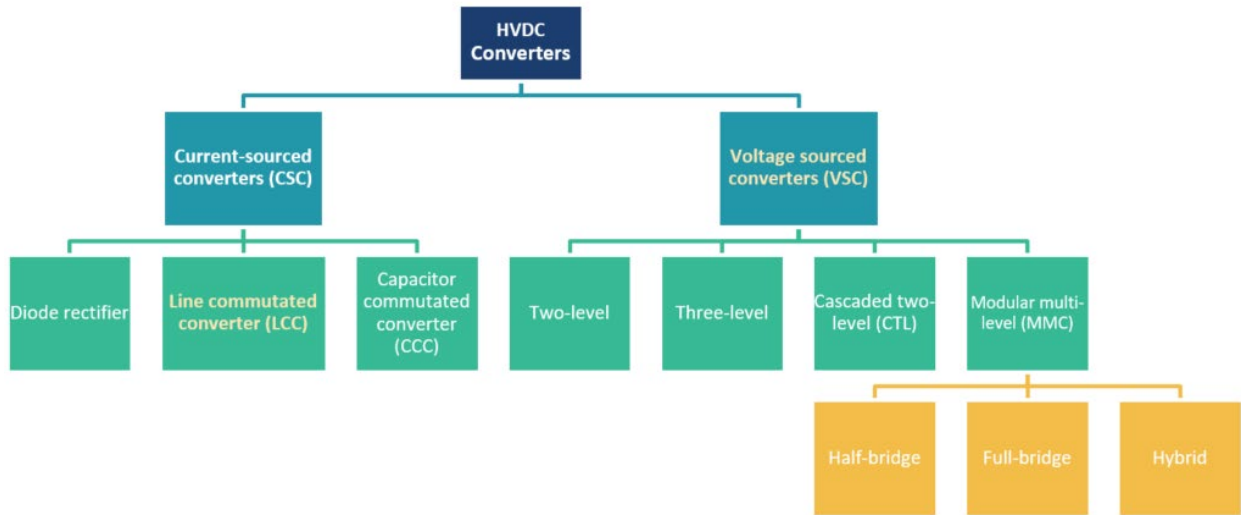 HVDC
Converters
Current-sourced
converters (CSC)
Voltage sourced
converters (VSC)
Diode rectifier
Line commutated
converter (LCC)
Capacitor
commutated
converter
(CCC)
Two-level
Three-level
Cascaded two-
level (CTL)
Modular multi-
level (MMC)
Half-bridge
Full-bridge
Hybrid